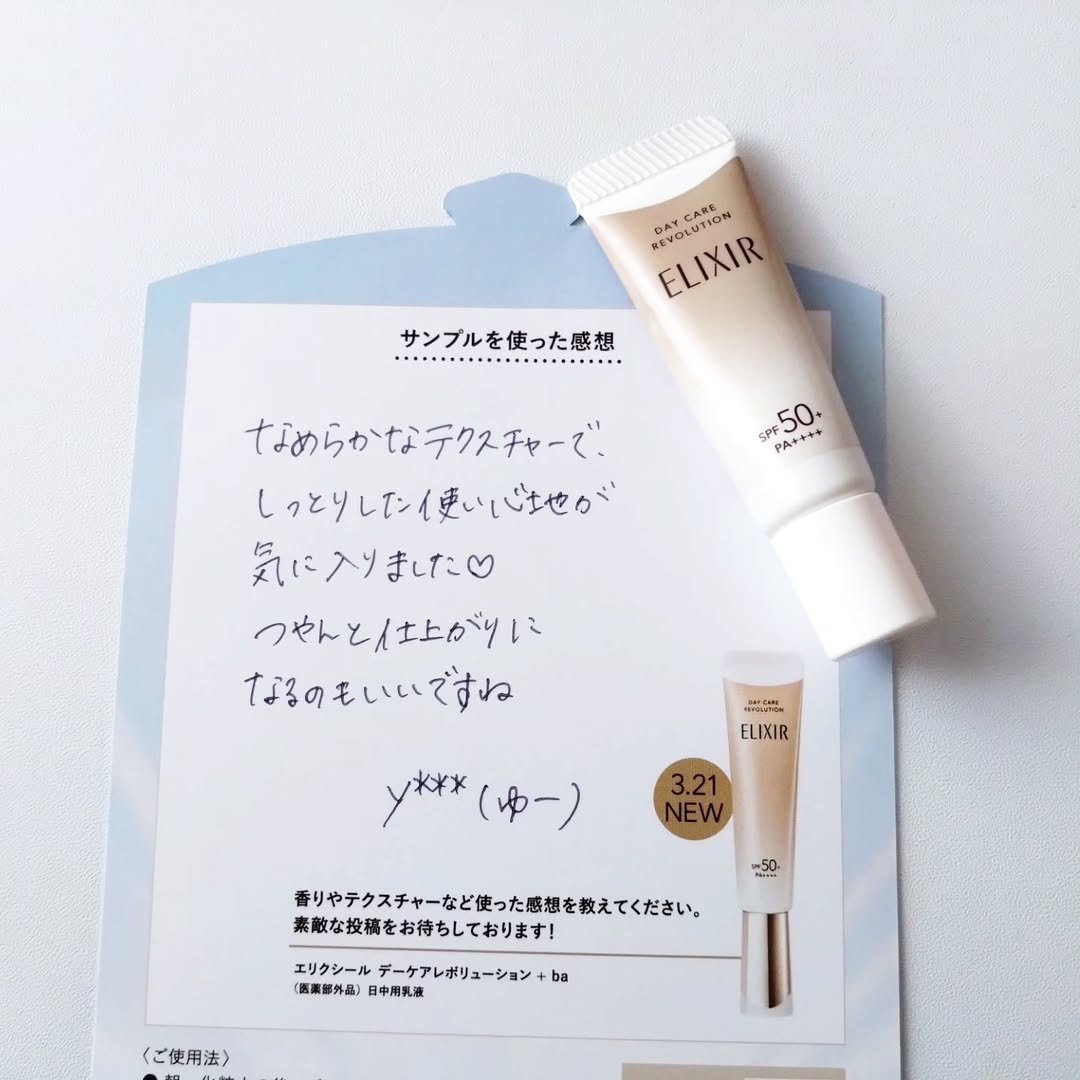 DAY CARE
REVOLUTION
ELIXIR
SPF50+
PA++++
サンプルを使った感想
なめらかなテクスチャーで、
しっとりした使い心地が
気に入りました♡
つやんと仕上がりに
なるのもいいですね
y***(ゆー)
3.21
NEW
DAY CARE
REVOLUTION
ELIXIR
SPF50+
PA++++
香りやテクスチャーなど使った感想を教えてください。
素敵な投稿をお待ちしております!
エリクシール デーケアレボリューション + ba
(医薬部外品) 日中用乳液
〈ご使用法〉